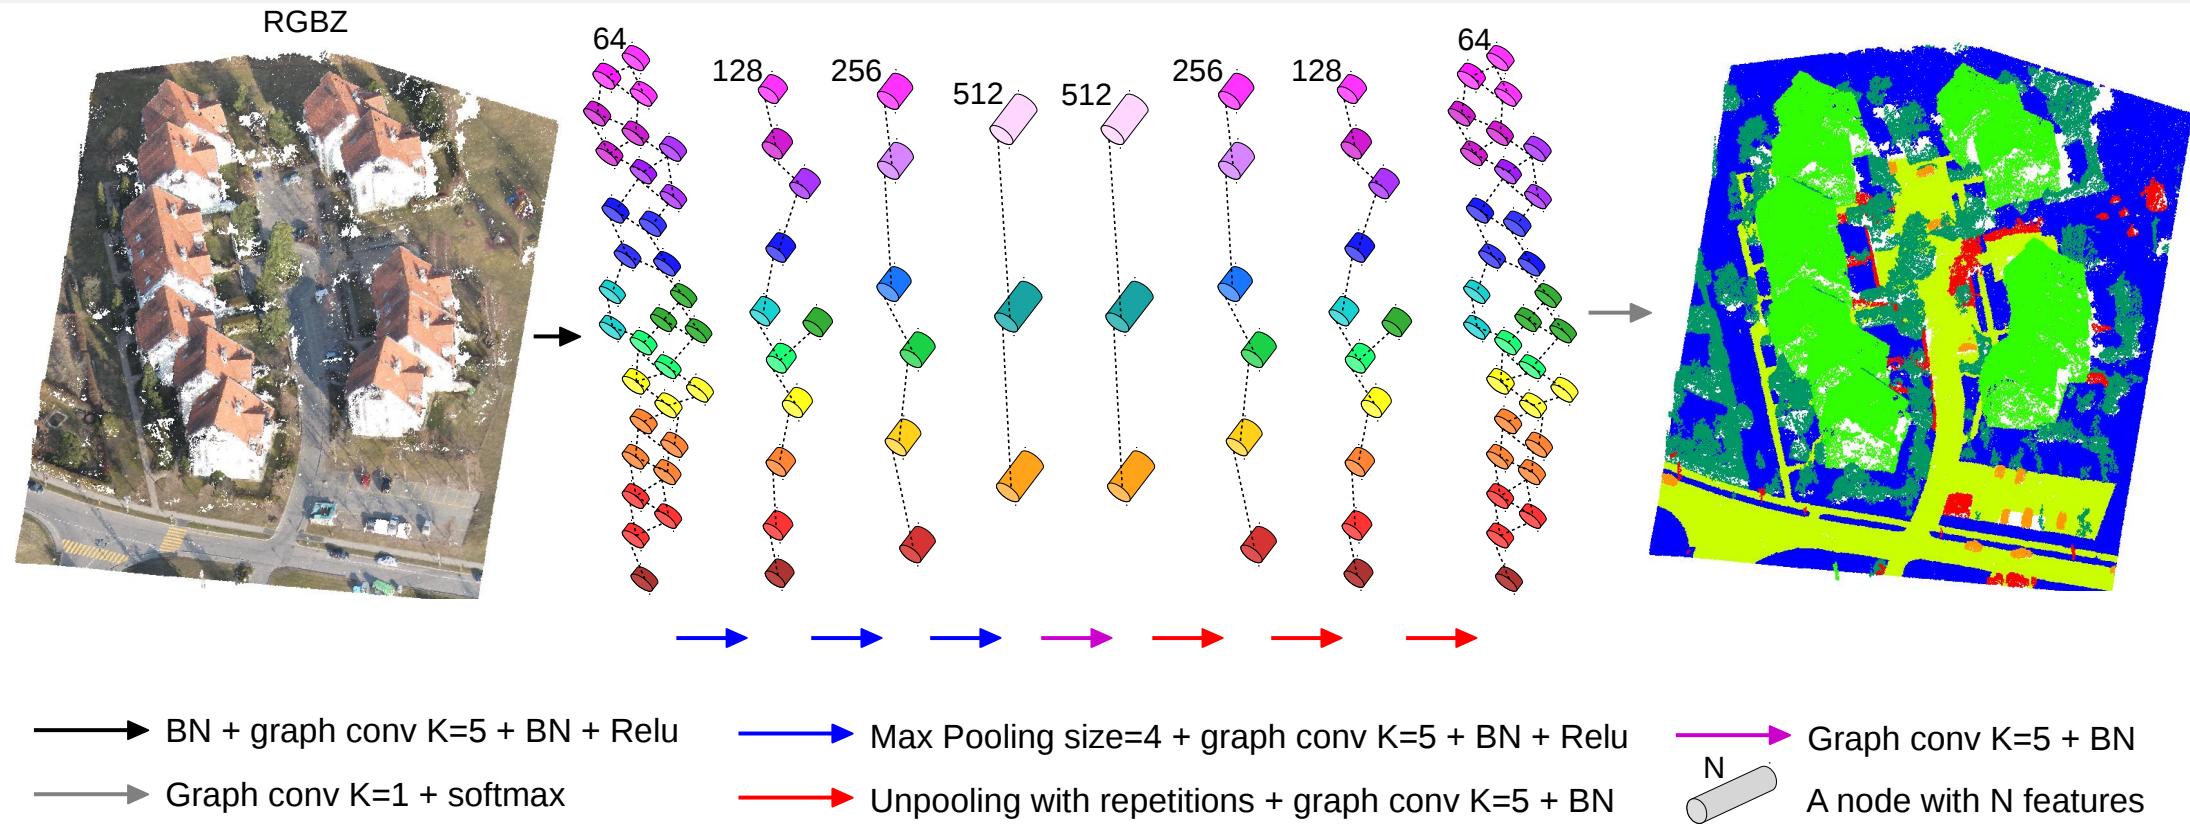 RGBZ
64
128
256
512
512
256
128
64
BN + graph conv K=5 + BN + Relu
Max Pooling size=4 + graph conv K=5 + BN + Relu
Graph conv K=5 + BN
Graph conv K=1 + softmax
Unpooling with repetitions + graph conv K=5 + BN
N
A node with N features